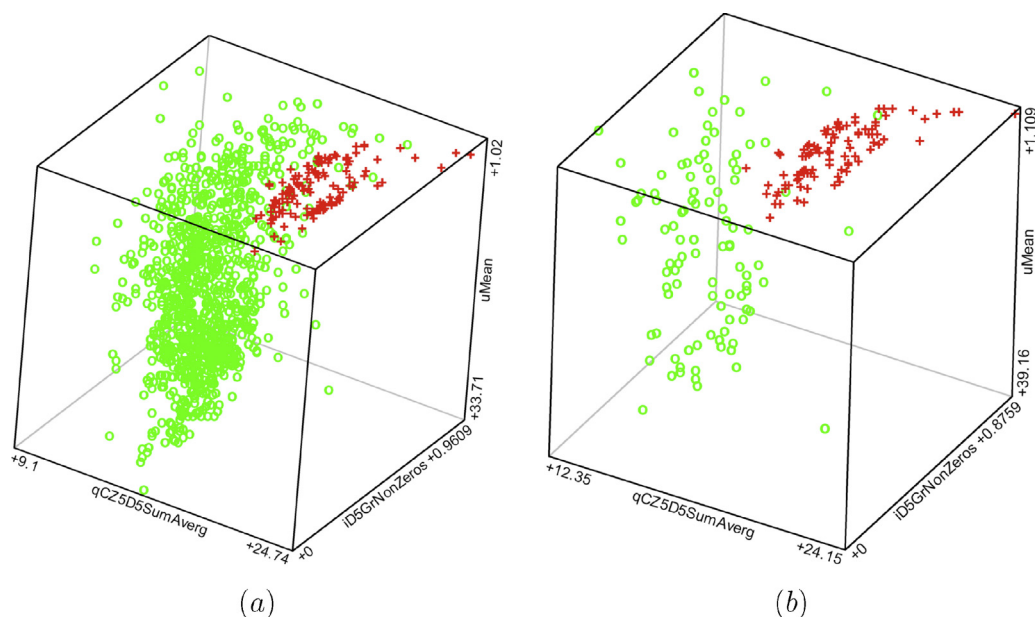 +1.02
uMean
+33.71
+9.1
qCZ5D5SumAverg
+24.74
+0
iD5GrNonZeros +0.9609
(a)
+1.109
uMean
+39.16
+12.35
qCZ5D5SumAverg
+24.15
+0
iD5GrNonZeros +0.8759
(b)